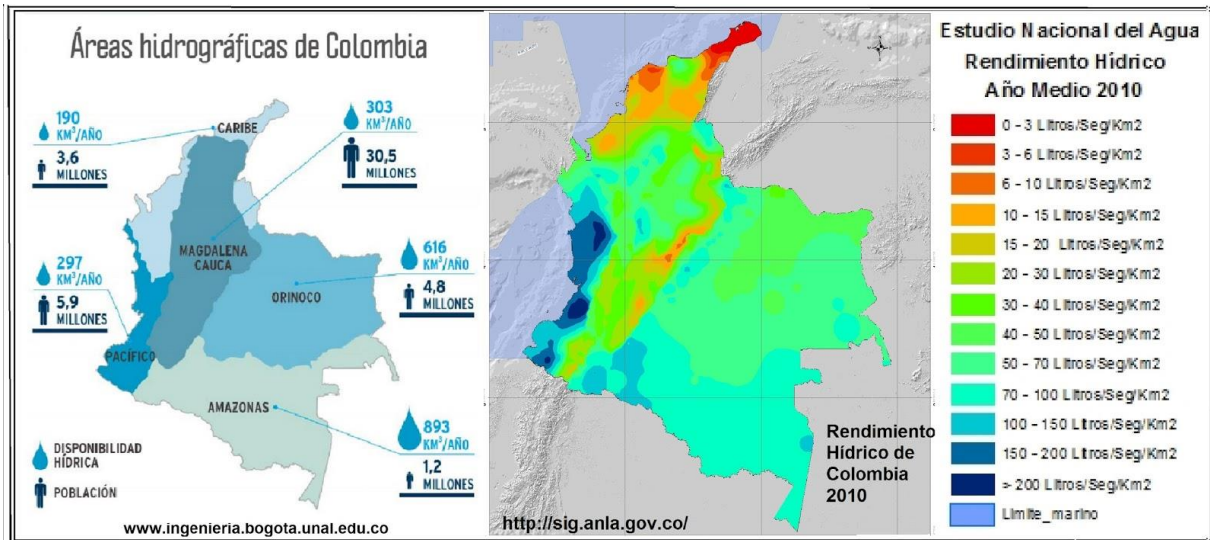 Áreas hidrográficas de Colombia
190
KM³/AÑO
3,6
MILLONES
CARIBE
303
KM³/AÑO
30,5
MILLONES
MAGDALENA
CAUCA
297
KM³/AÑO
5,9
MILLONES
616
KM³/AÑO
4,8
MILLONES
ORINOCO
PACÍFICO
AMAZONAS
893
KM³/AÑO
1,2
MILLONES
DISPONIBILIDAD
HÍDRICA
POBLACIÓN
www.ingenieria.bogota.unal.edu.co
Rendimiento
Hídrico de
Colombia
2010
http://sig.anla.gov.co/
Estudio Nacional del Agua
Rendimiento Hídrico
Año Medio 2010
0 - 3 Litros/Seg/Km2
3 - 6 Litros/Seg/Km2
6 - 10 Litros/Seg/Km2
10 - 15 Litros/Seg/Km2
15 - 20 Litros/Seg/Km2
20 - 30 Litros/Seg/Km2
30 - 40 Litros/Seg/Km2
40 - 50 Litros/Seg/Km2
50 - 70 Litros/Seg/Km2
70 - 100 Litros/Seg/Km2
100 - 150 Litros/Seg/Km2
150 - 200 Litros/Seg/Km2
> 200 Litros/Seg/Km2
Limite_marino